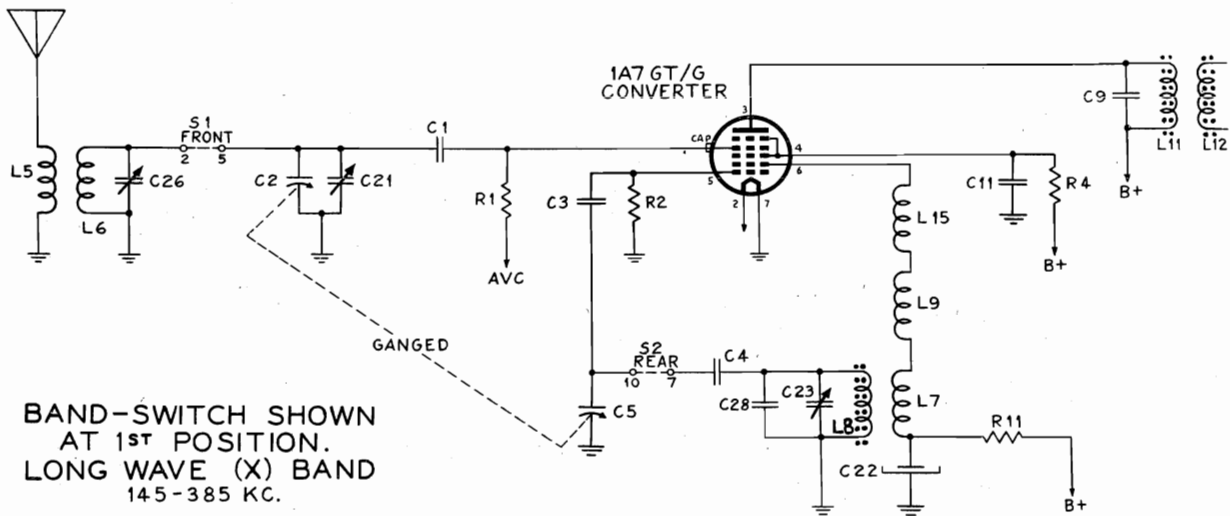 1A7 GT/G
CONVERTER
3
C9
L11
L12
B+
S1
FRONT
2
5
C1
CAP
4
6
5
2
7
L5
L6
C26
C2
C21
R1
AVC
C3
R2
C11
R4
B+
L15
L9
L7
GANGED
S2
REAR
10
7
C4
C5
C28
C23
L8
R11
C22
B+
BAND-SWITCH SHOWN
AT 1ST POSITION.
LONG WAVE (X) BAND
145-385 KC.